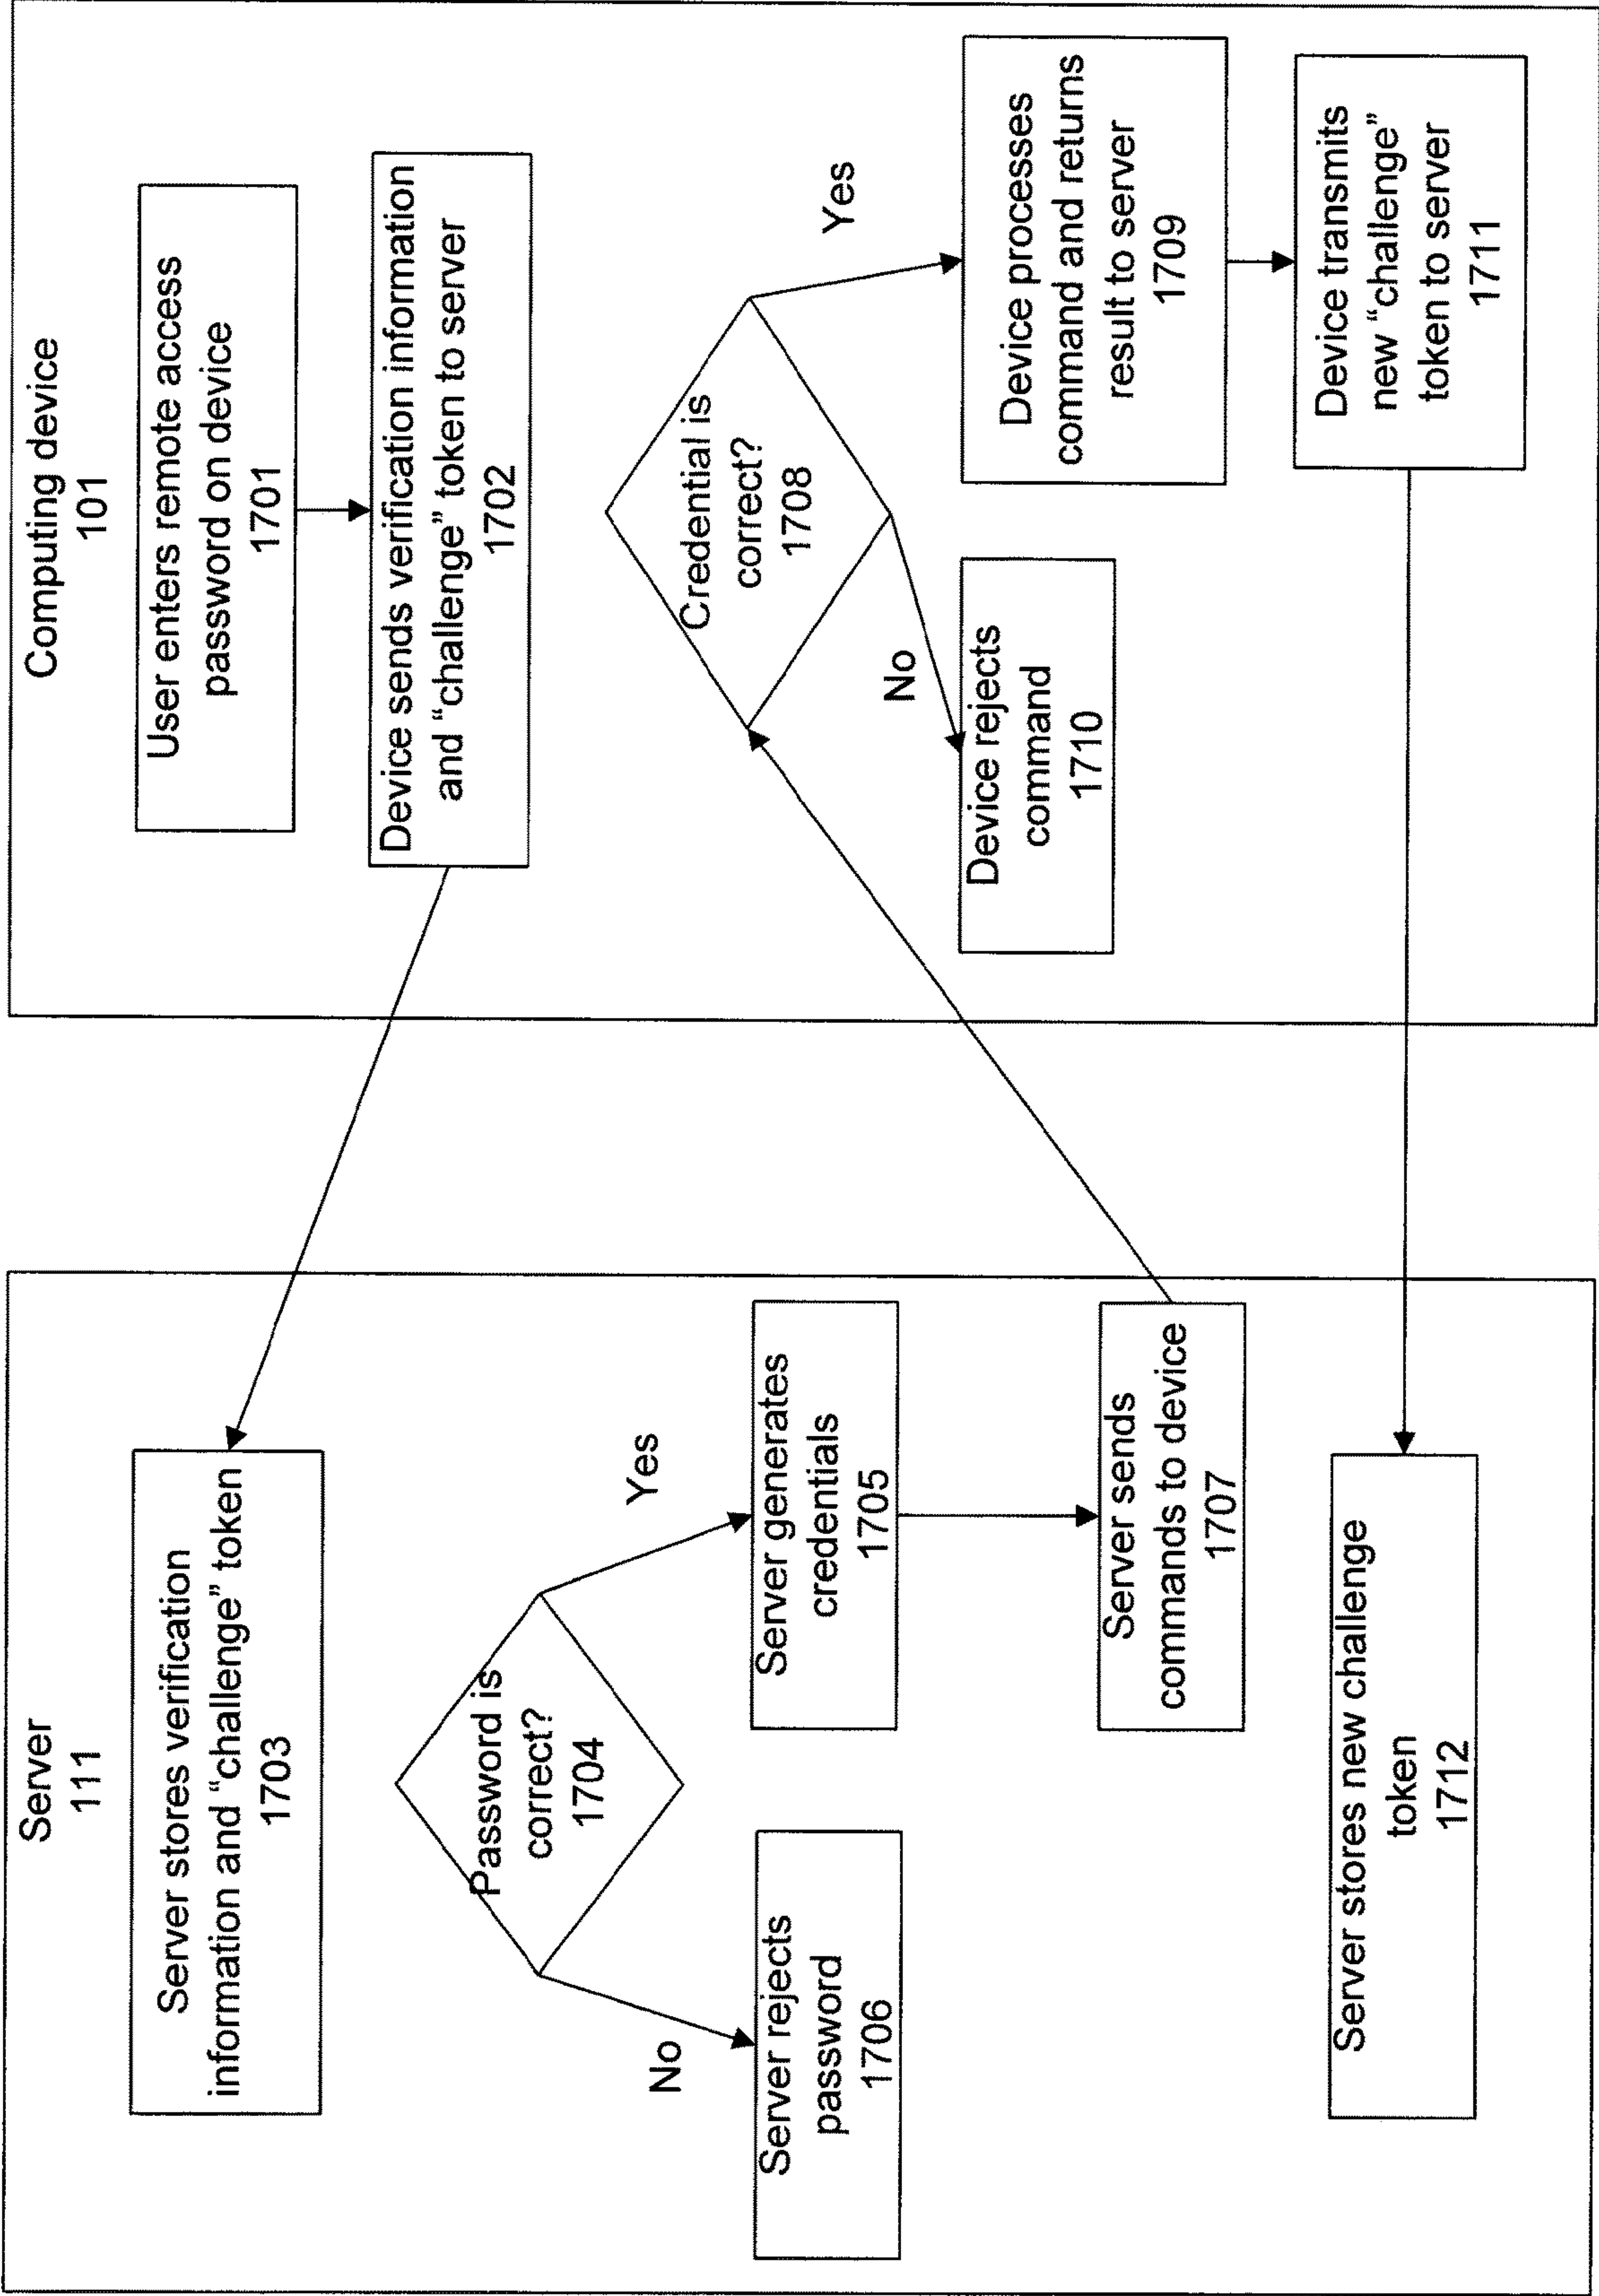 Server
111
Server stores verification
information and “challenge” token
1703
Password is
correct?
1704
Yes
No
Server generates
credentials
1705
Server rejects
password
1706
Server sends
commands to device
1707
Server stores new challenge
token
1712
Computing device
101
User enters remote access
password on device
1701
Device sends verification information
and “challenge” token to server
1702
Credential is
correct?
1708
Yes
No
Device processes
command and returns
result to server
1709
Device rejects
command
1710
Device transmits
new “challenge”
token to server
1711